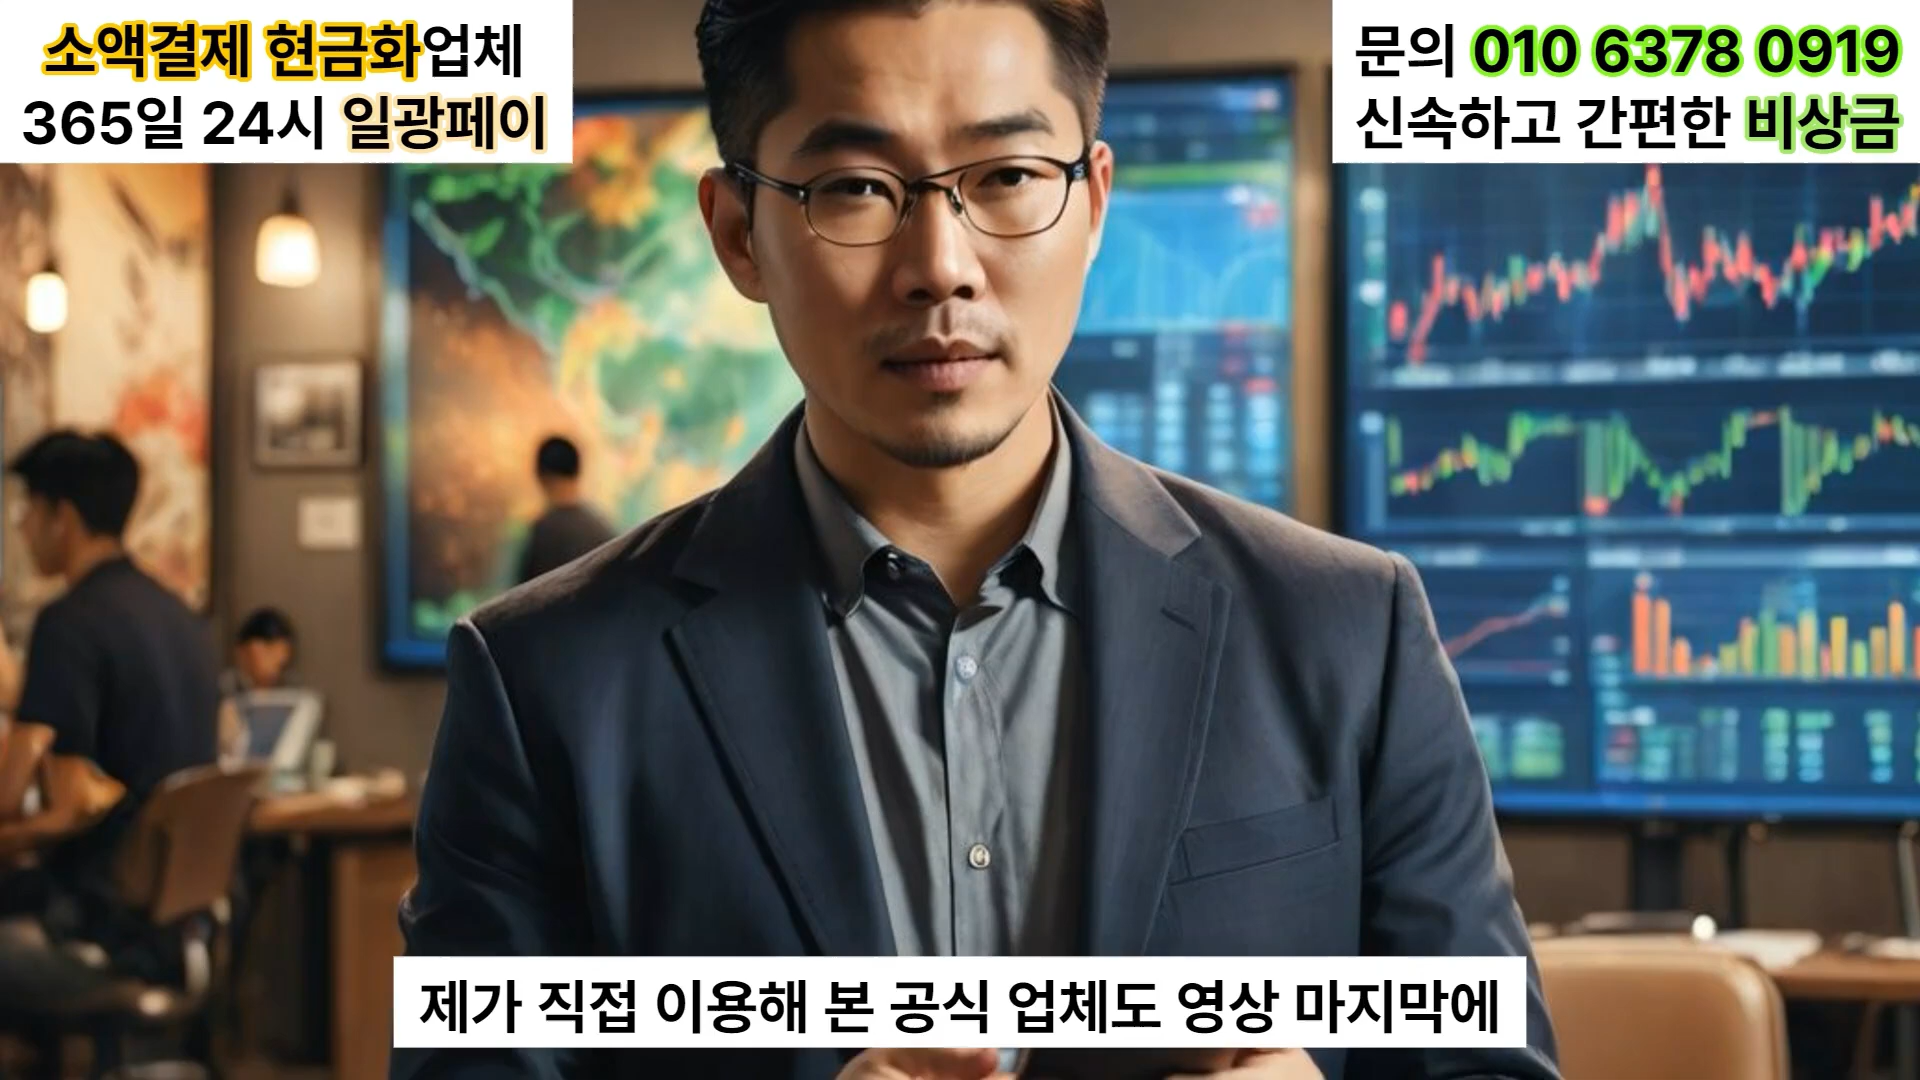 소액결제 현금화업체
365일 24시 일광페이
문의 010 6378 0919
신속하고 간편한 비상금
제가 직접 이용해 본 공식 업체도 영상 마지막에